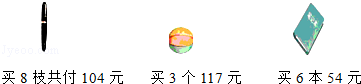 买 8 枝共付 104 元
买 3 个 117 元
买 6 本 54 元